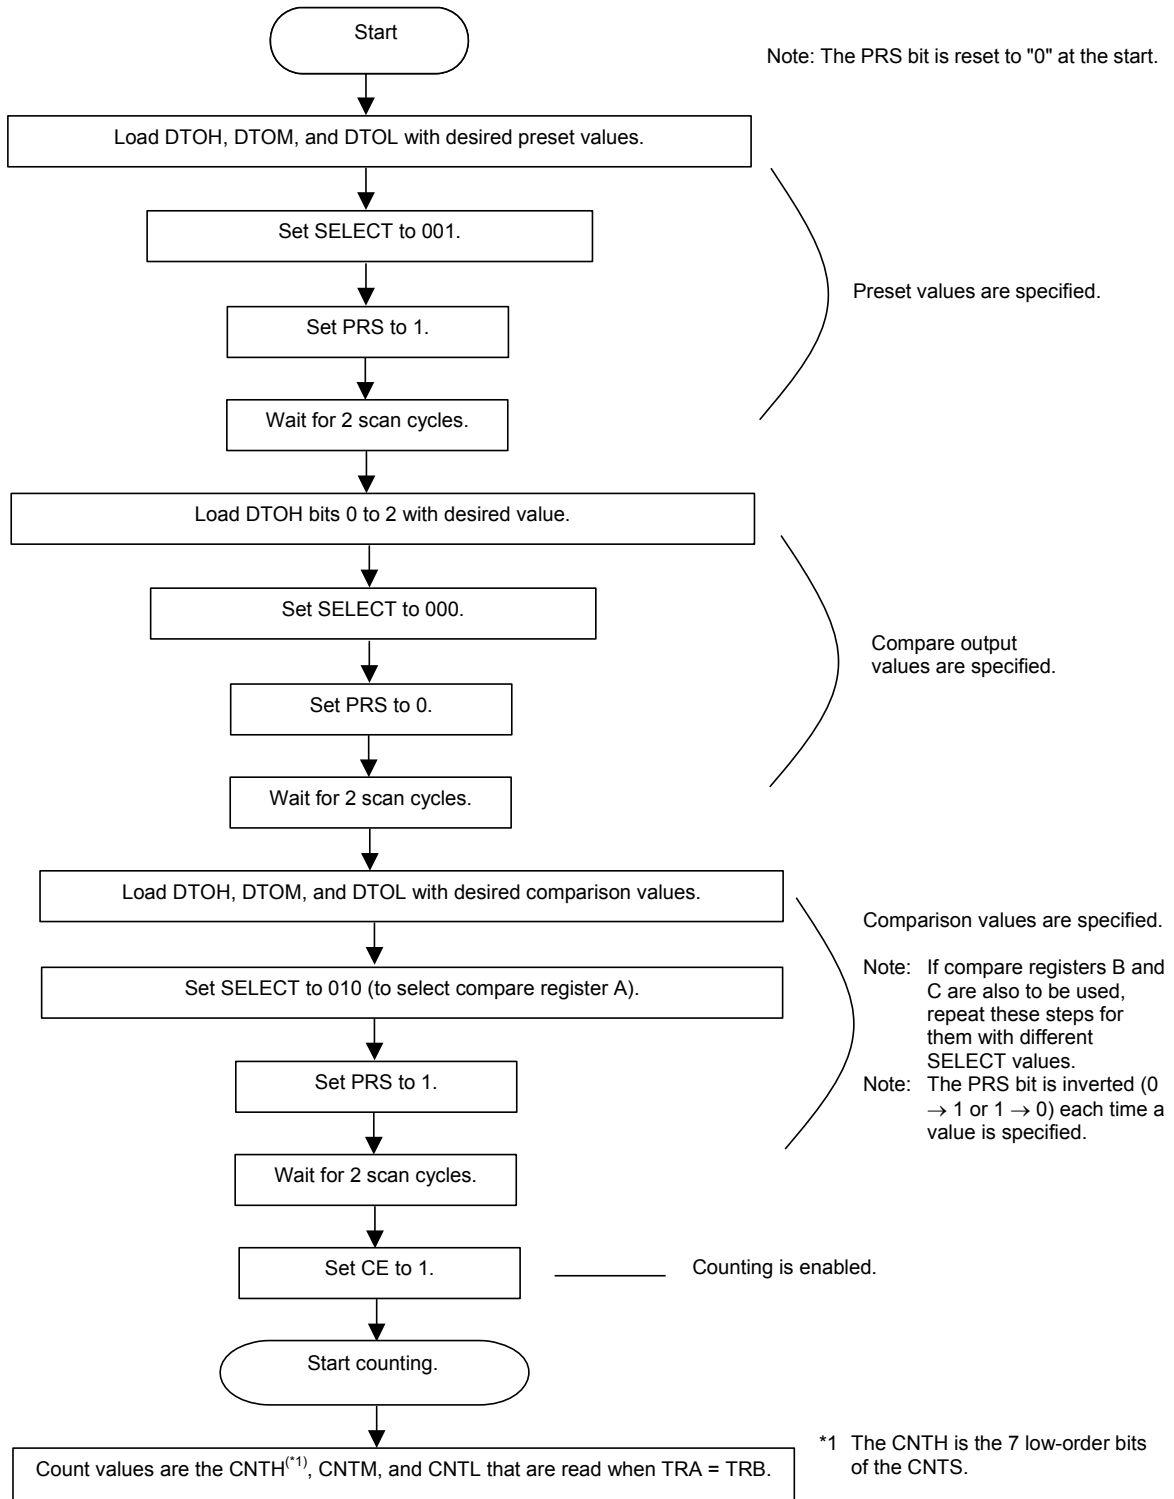 Start
Note: The PRS bit is reset to "0" at the start.
Load DTOH, DTOM, and DTOL with desired preset values.
Set SELECT to 001.
Preset values are specified.
Set PRS to 1.
Wait for 2 scan cycles.
Load DTOH bits 0 to 2 with desired value.
Set SELECT to 000.
Compare output
values are specified.
Set PRS to 0.
Wait for 2 scan cycles.
Load DTOH, DTOM, and DTOL with desired comparison values.
Comparison values are specified.
Set SELECT to 010 (to select compare register A).
Note: If compare registers B and
C are also to be used,
repeat these steps for
them with different
SELECT values.
Set PRS to 1.
Note: The PRS bit is inverted (0
→ 1 or 1 → 0) each time a
value is specified.
Wait for 2 scan cycles.
Set CE to 1.
Counting is enabled.
Start counting.
Count values are the CNTH(*1), CNTM, and CNTL that are read when TRA = TRB.
*1 The CNTH is the 7 low-order bits
of the CNTS.